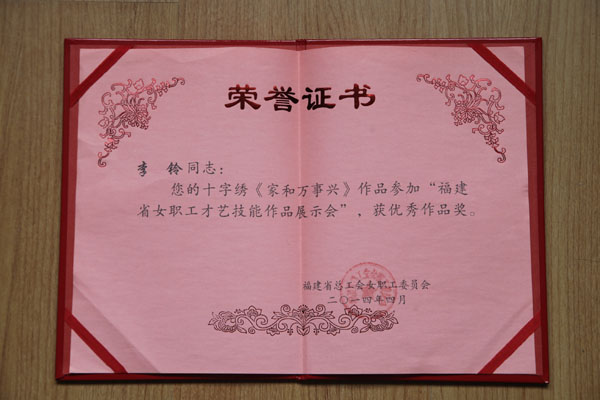 荣誉证书
李 铃同志：
您的十字绣《家和万事兴》作品参加“福建
省女职工才艺技能作品展示会”，获优秀作品奖。
福建省总工会女职工委员会
二〇一四年四月